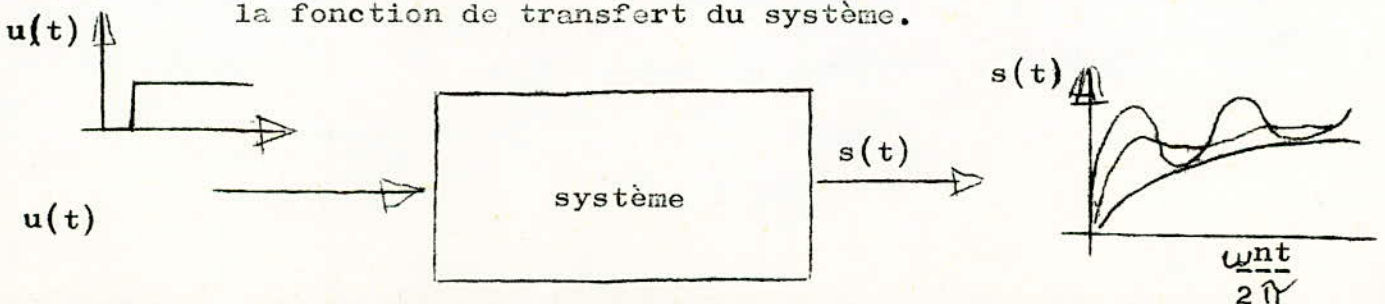 la fonction de transfert du système.
u(t)
s(t)
s(t)
système
u(t)
ωnt
2π